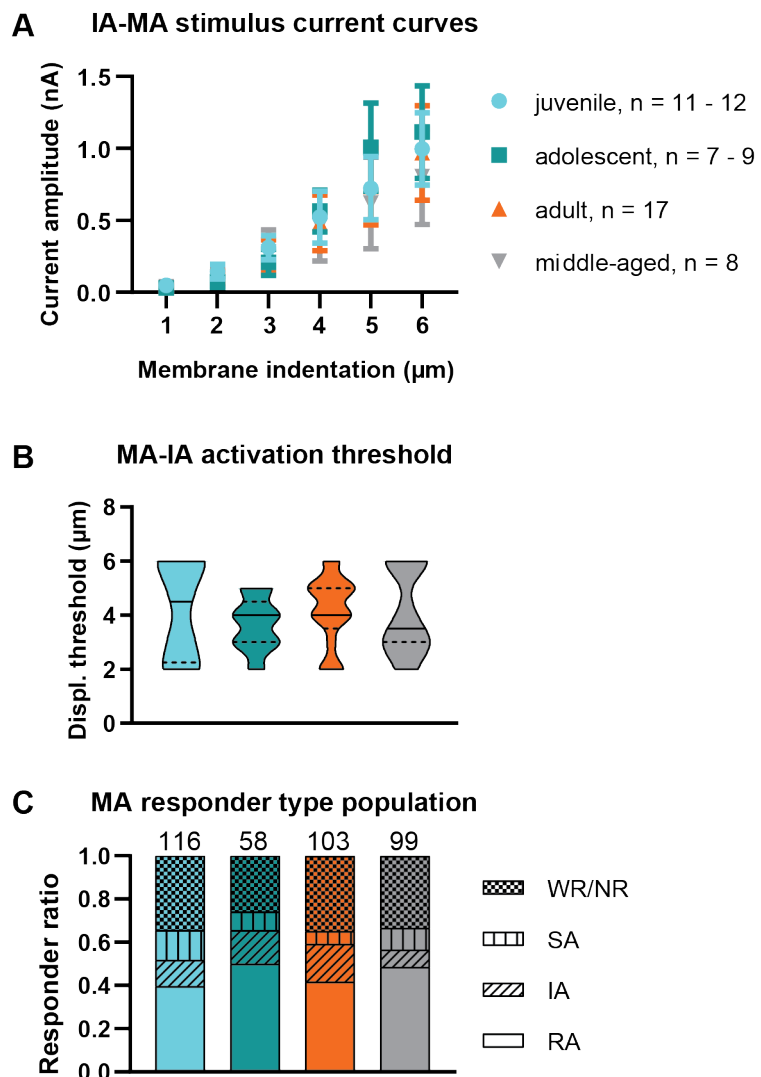 A
IA-MA stimulus current curves
Current amplitude (nA)
1.5
1.0
0.5
0.0
1 2 3 4 5 6
Membrane indentation (µm)
juvenile, n = 11 - 12
adolescent, n = 7 - 9
adult, n = 17
middle-aged, n = 8
B
MA-IA activation threshold
Displ. threshold (µm)
8
6
4
2
0
C
MA responder type population
116 58 103 99
Responder ratio
1.0
0.8
0.6
0.4
0.2
0.0
WR/NR
SA
IA
RA